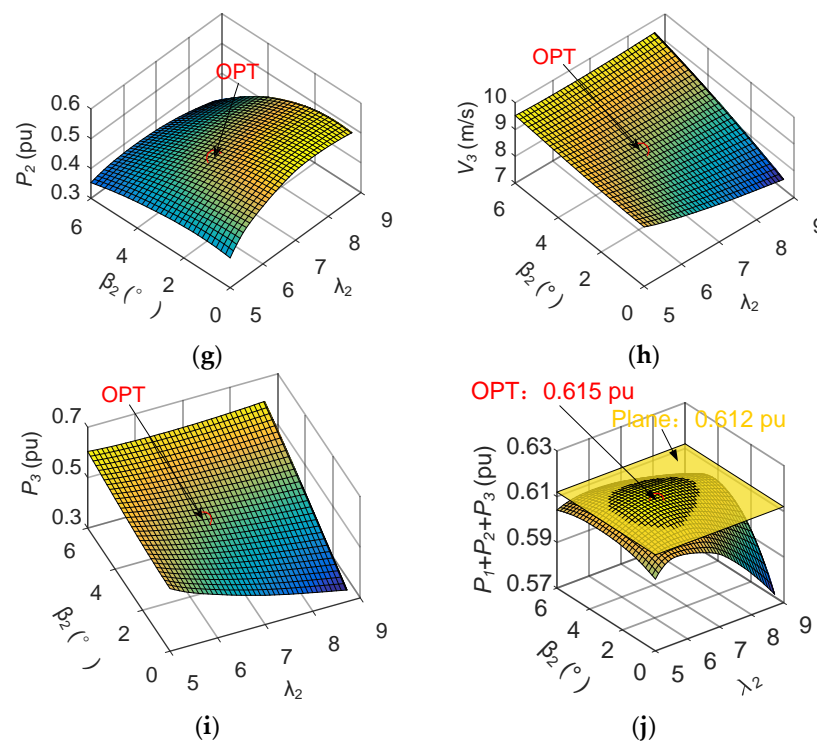 OPT
P2 (pu)
0.6
0.5
0.4
0.3
6
4
2
0
β2 (° )
5
6
7
8
9
λ2
(g)
OPT
V3 (m/s)
10
9
8
7
6
4
2
0
β2 (°)
5
6
7
8
9
λ2
(h)
OPT
P3 (pu)
0.7
0.5
0.3
6
4
2
0
β2 (° )
5
6
7
8
9
λ2
(i)
OPT：0.615 pu
Plane：0.612 pu
P1+P2+P3 (pu)
0.63
0.61
0.59
0.57
6
4
2
0
β2 (°)
5
6
7
8
9
λ2
(j)